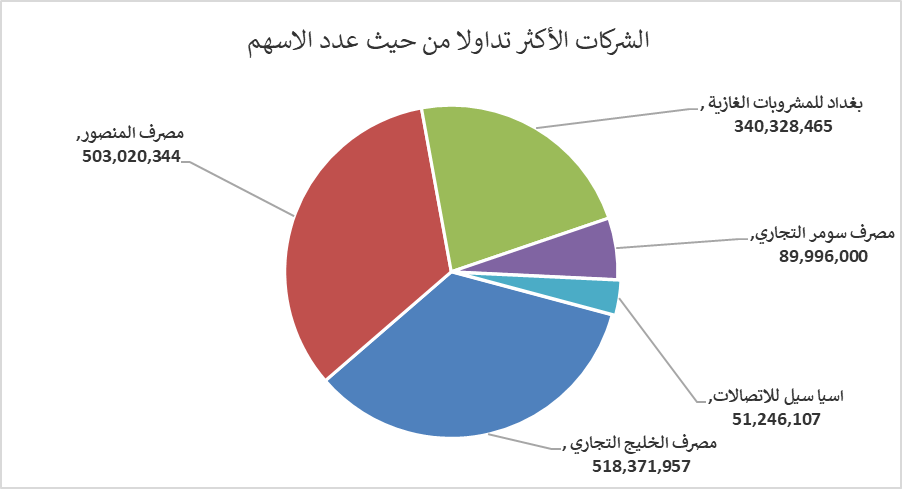 الشركات الأكثر تداولا من حيث عدد الاسهم
بغداد للمشروبات الغازية ,
340,328,465
مصرف المنصور,
503,020,344
مصرف سومر التجاري,
89,996,000
اسيا سيل للاتصالات,
51,246,107
مصرف الخليج التجاري ,
518,371,957